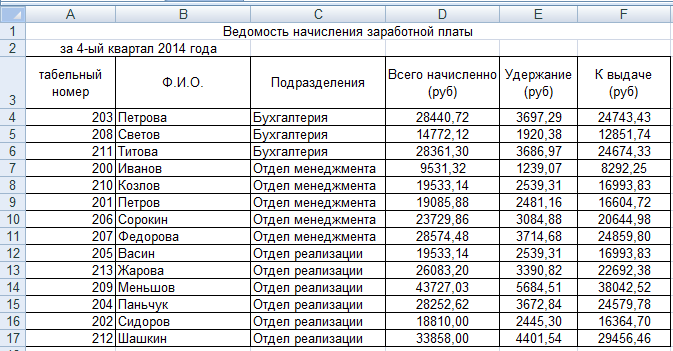 A B C D E F
1 Ведомость начисления заработной платы
2 за 4-ый квартал 2014 года
3 табельный номер Ф.И.О. Подразделения Всего начисленно (руб) Удержание (руб) К выдаче (руб)
4 203 Петрова Бухгалтерия 28440,72 3697,29 24743,43
5 208 Светов Бухгалтерия 14772,12 1920,38 12851,74
6 211 Титова Бухгалтерия 28361,30 3686,97 24674,33
7 200 Иванов Отдел менеджмента 9531,32 1239,07 8292,25
8 210 Козлов Отдел менеджмента 19533,14 2539,31 16993,83
9 201 Петров Отдел менеджмента 19085,88 2481,16 16604,72
10 206 Сорокин Отдел менеджмента 23729,86 3084,88 20644,98
11 207 Федорова Отдел менеджмента 28574,48 3714,68 24859,80
12 205 Васин Отдел реализации 19533,14 2539,31 16993,83
13 213 Жарова Отдел реализации 26083,20 3390,82 22692,38
14 209 Меньшов Отдел реализации 43727,03 5684,51 38042,52
15 204 Паньчук Отдел реализации 28252,62 3672,84 24579,78
16 202 Сидоров Отдел реализации 18810,00 2445,30 16364,70
17 212 Шашкин Отдел реализации 33858,00 4401,54 29456,46